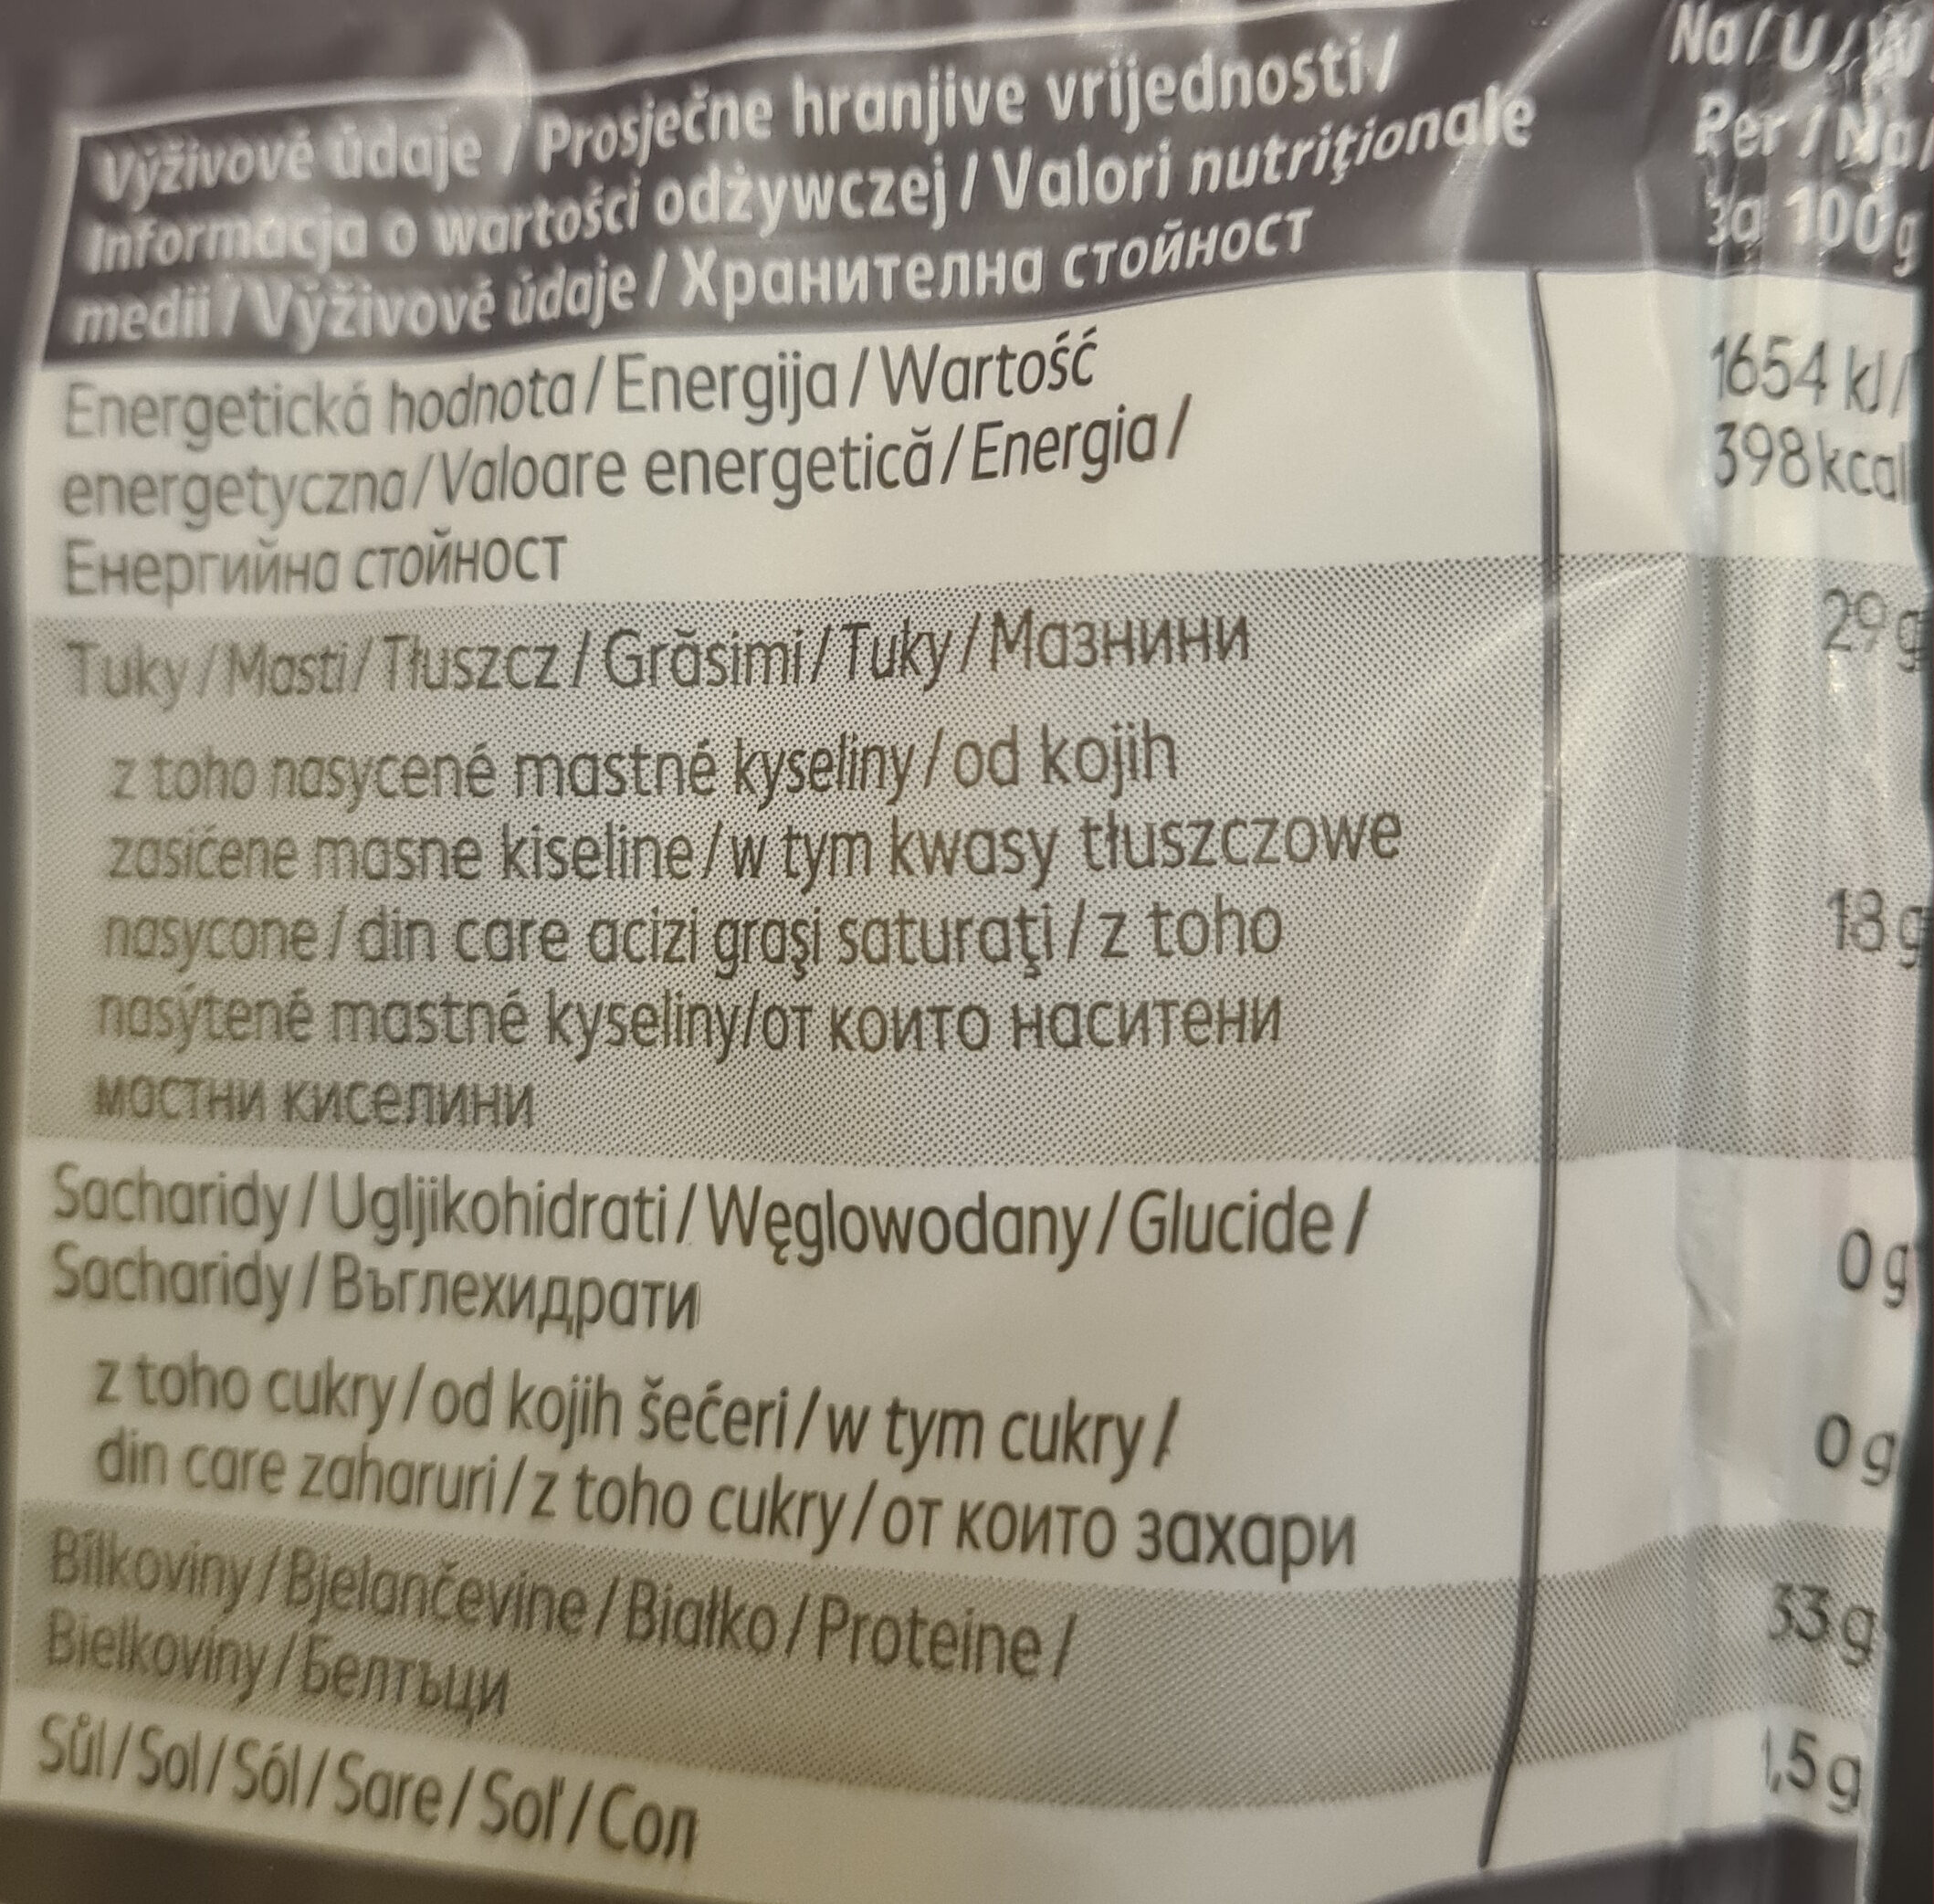 Výživové údaje / Prosječne hranjive vrijednosti /
Informacja o wartości odżywczej / Valori nutriţionale
medii / Výživové údaje / Хранителна стойност
Na / U / W
Per / Na /
За 100 g
Energetická hodnota / Energija / Wartość
energetyczna / Valoare energetică / Energia /
Енергийна стойност
1654 kJ /
398 kcal
Tuky / Masti / Tłuszcz / Grăsimi / Tuky / Мазнини
29 g
z toho nasycené mastné kyseliny / od kojih
zasićene masne kiseline / w tym kwasy tłuszczowe
nasycone / din care acizi graşi saturaţi / z toho
nasýtené mastné kyseliny/от които наситени
мастни киселини
18 g
Sacharidy / Ugljikohidrati / Węglowodany / Glucide /
Sacharidy / Въглехидрати
0 g
z toho cukry / od kojih šećeri / w tym cukry /
din care zaharuri / z toho cukry / от които захари
0 g
Bílkoviny / Bjelančevine / Białko / Proteine /
Bielkoviny / Белтъци
33 g
Sůl / Sol / Sól / Sare / Soľ / Сол
1,5 g